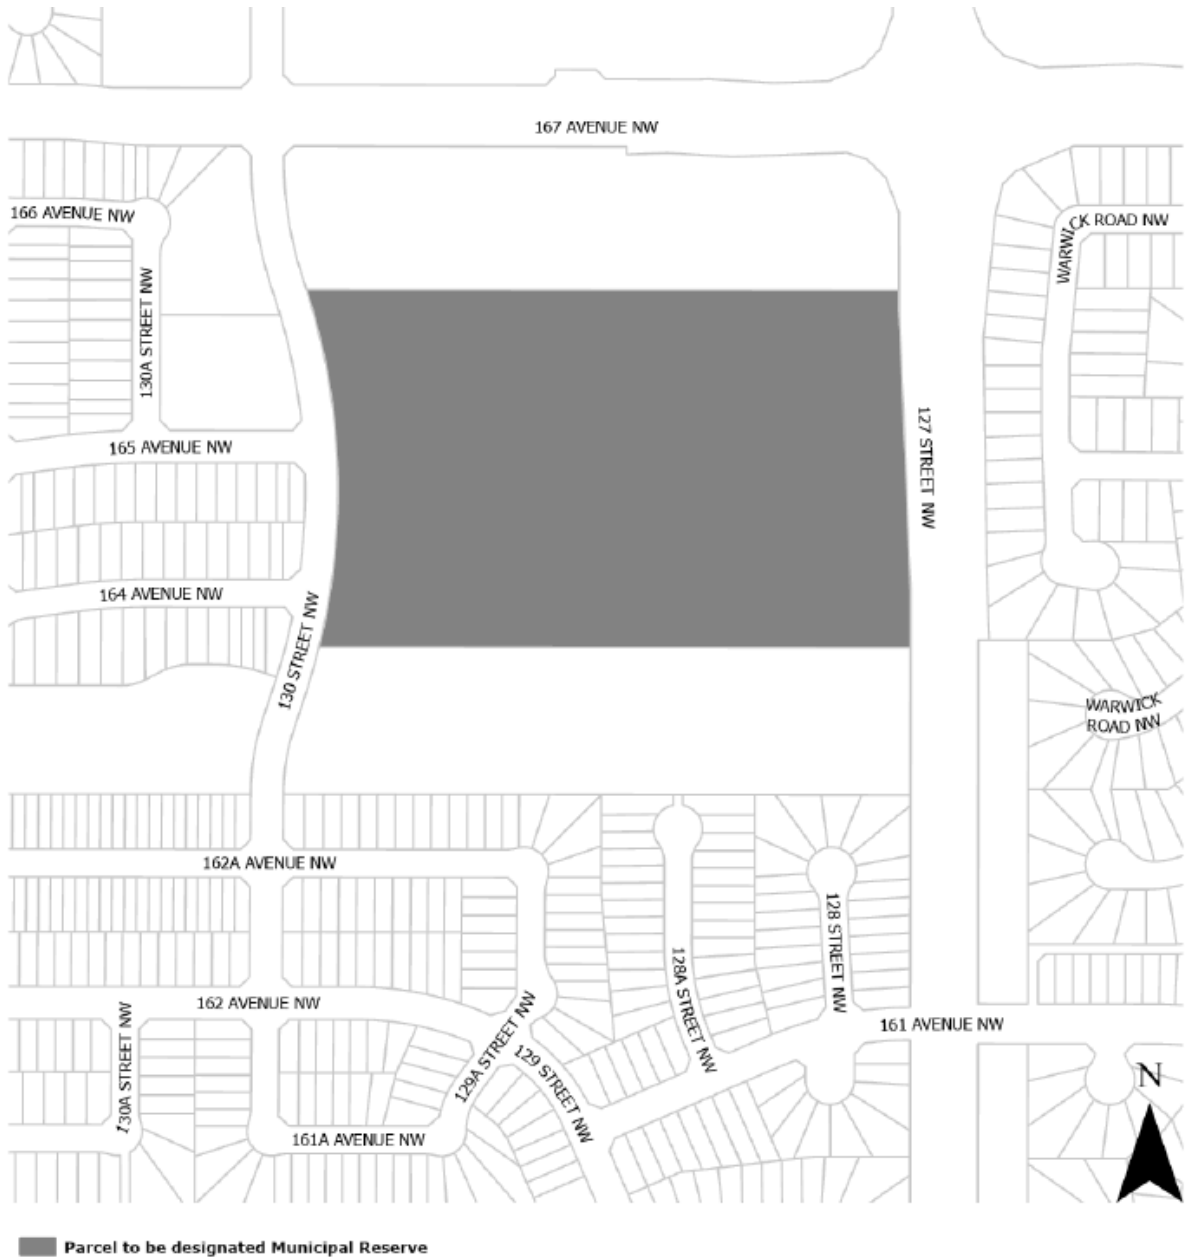 167 AVENUE NW
166 AVENUE NW
WARWICK ROAD NW
130A STREET NW
127 STREET NW
165 AVENUE NW
164 AVENUE NW
130 STREET NW
WARWICK
ROAD NW
162A AVENUE NW
128 STREET NW
128A STREET NW
162 AVENUE NW
129A STREET NW
130A STREET NW
161 AVENUE NW
129 STREET NW
N
161A AVENUE NW
Parcel to be designated Municipal Reserve